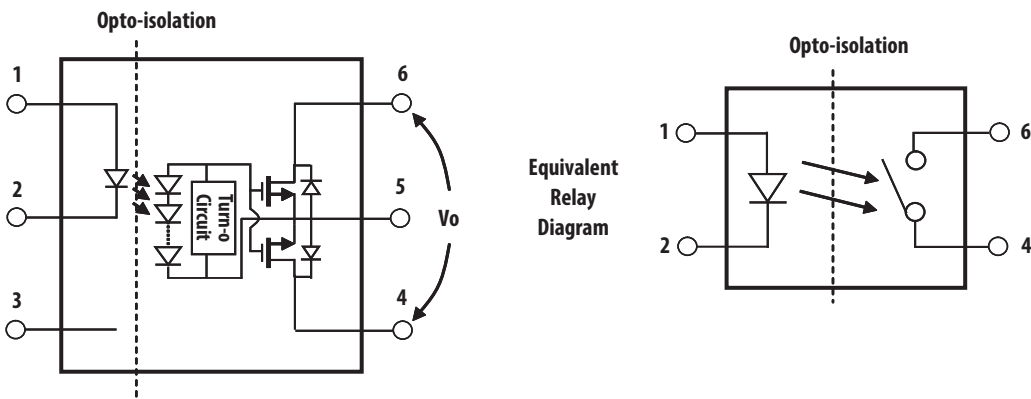 Opto-isolation
1
2
3
Turn-o
Circuit
6
5
Vo
4
Equivalent
Relay
Diagram
Opto-isolation
1
2
6
4